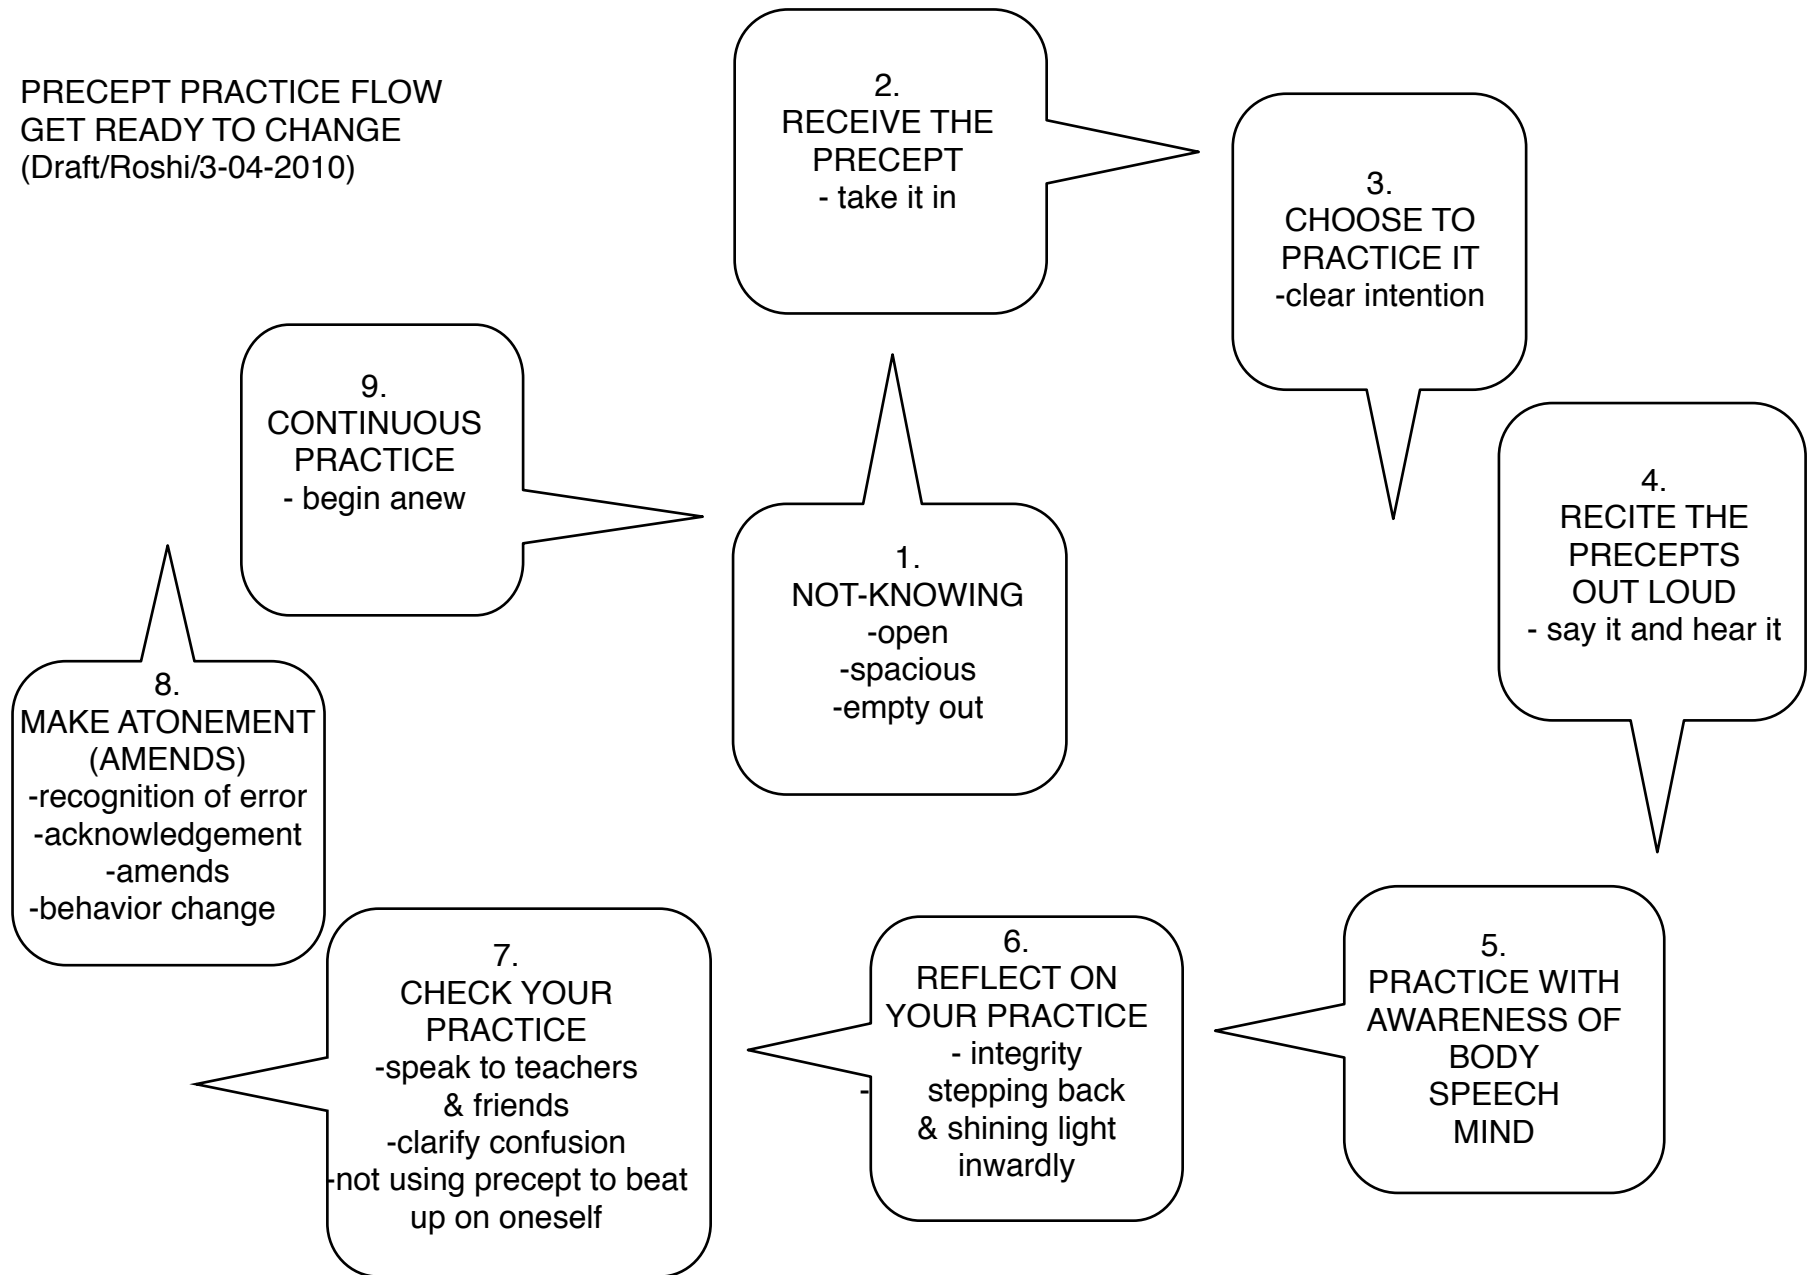 PRECEPT PRACTICE FLOW
GET READY TO CHANGE
(Draft/Roshi/3-04-2010)
1.
NOT-KNOWING
-open
-spacious
-empty out
2.
RECEIVE THE
PRECEPT
- take it in
3.
CHOOSE TO
PRACTICE IT
-clear intention
4.
RECITE THE
PRECEPTS
OUT LOUD
- say it and hear it
5.
PRACTICE WITH
AWARENESS OF
BODY
SPEECH
MIND
6.
REFLECT ON
YOUR PRACTICE
- integrity
- stepping back
& shining light
inwardly
7.
CHECK YOUR
PRACTICE
-speak to teachers
& friends
-clarify confusion
-not using precept to beat
up on oneself
8.
MAKE ATONEMENT
(AMENDS)
-recognition of error
-acknowledgement
-amends
-behavior change
9.
CONTINUOUS
PRACTICE
- begin anew